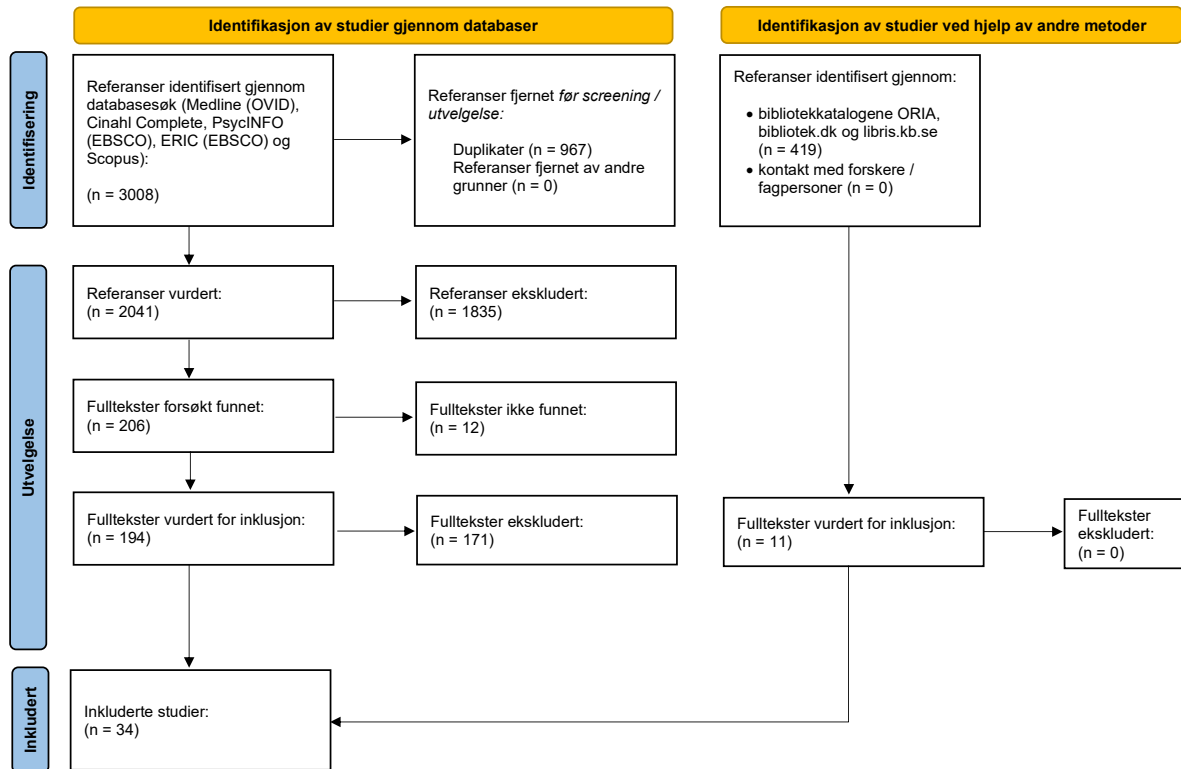 Identifikasjon av studier gjennom databaser
Identifikasjon av studier ved hjelp av andre metoder
Identifisering
Referanser identifisert gjennom
databasesøk (Medline (OVID),
Cinahl Complete, PsycINFO
(EBSCO), ERIC (EBSCO) og
Scopus):
(n = 3008)
Referanser fjernet før screening /
utvelgelse:
Duplikater (n = 967)
Referanser fjernet av andre
grunner (n = 0)
Referanser identifisert gjennom:
• bibliotekkatalogene ORIA,
bibliotek.dk og libris.kb.se
(n = 419)
• kontakt med forskere /
fagpersoner (n = 0)
Utvelgelse
Referanser vurdert:
(n = 2041)
Referanser ekskludert:
(n = 1835)
Fulltekster forsøkt funnet:
(n = 206)
Fulltekster ikke funnet:
(n = 12)
Fulltekster vurdert for inklusjon:
(n = 194)
Fulltekster ekskludert:
(n = 171)
Fulltekster vurdert for inklusjon:
(n = 11)
Fulltekster
ekskludert:
(n = 0)
Inkludert
Inkluderte studier:
(n = 34)